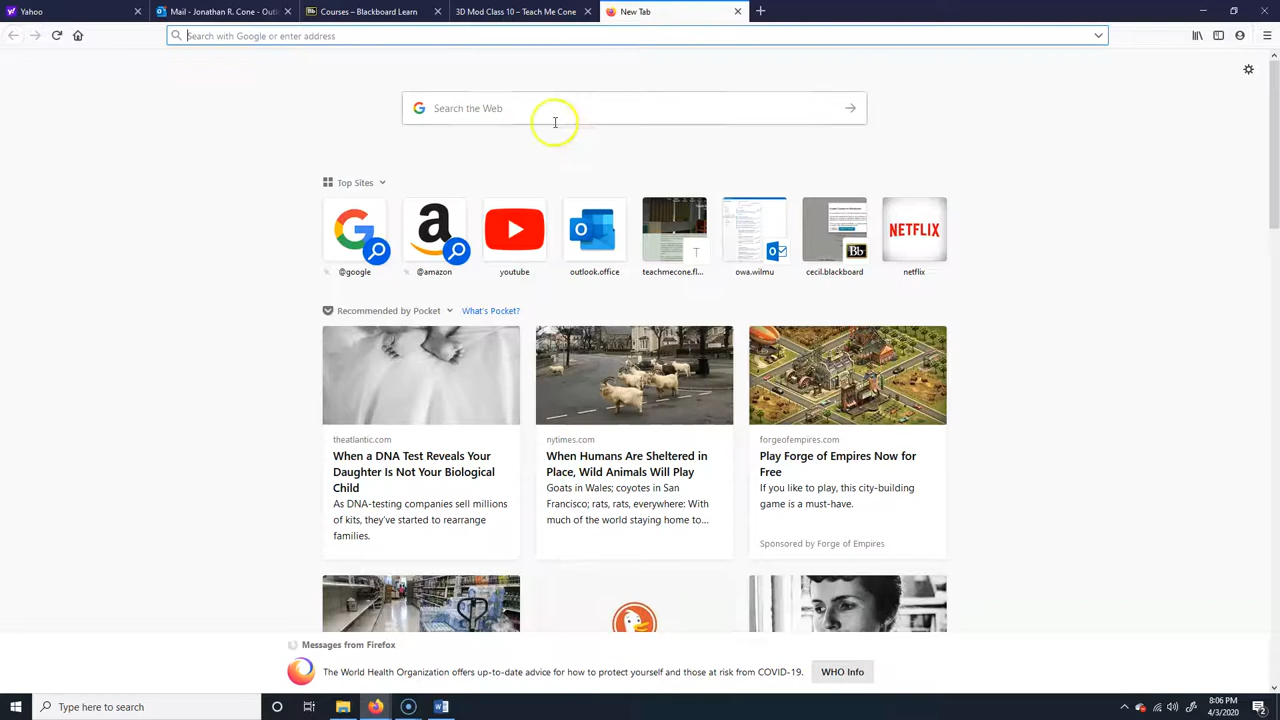 Yahoo
Mail - Jonathan R. Cone - Outl
Courses – Blackboard Learn
3D Mod Class 10 – Teach Me Cone
New Tab
Search with Google or enter address
Search the Web
Top Sites
@google
@amazon
youtube
outlook.office
teachmecone.fl...
owa.wilmu
cecil.blackboard
netflix
T
Bb
NETFLIX
Recommended by Pocket
What's Pocket?
theatlantic.com
When a DNA Test Reveals Your
Daughter Is Not Your Biological
Child
As DNA-testing companies sell millions
of kits, they've started to rearrange
families.
nytimes.com
When Humans Are Sheltered in
Place, Wild Animals Will Play
Goats in Wales; coyotes in San
Francisco; rats, rats, everywhere: With
much of the world staying home to...
forgeofempires.com
Play Forge of Empires Now for
Free
If you like to play, this city-building
game is a must-have.
Sponsored by Forge of Empires
Messages from Firefox
The World Health Organization offers up-to-date advice for how to protect yourself and those at risk from COVID-19.
WHO Info
Type here to search
8:06 PM
4/3/2020